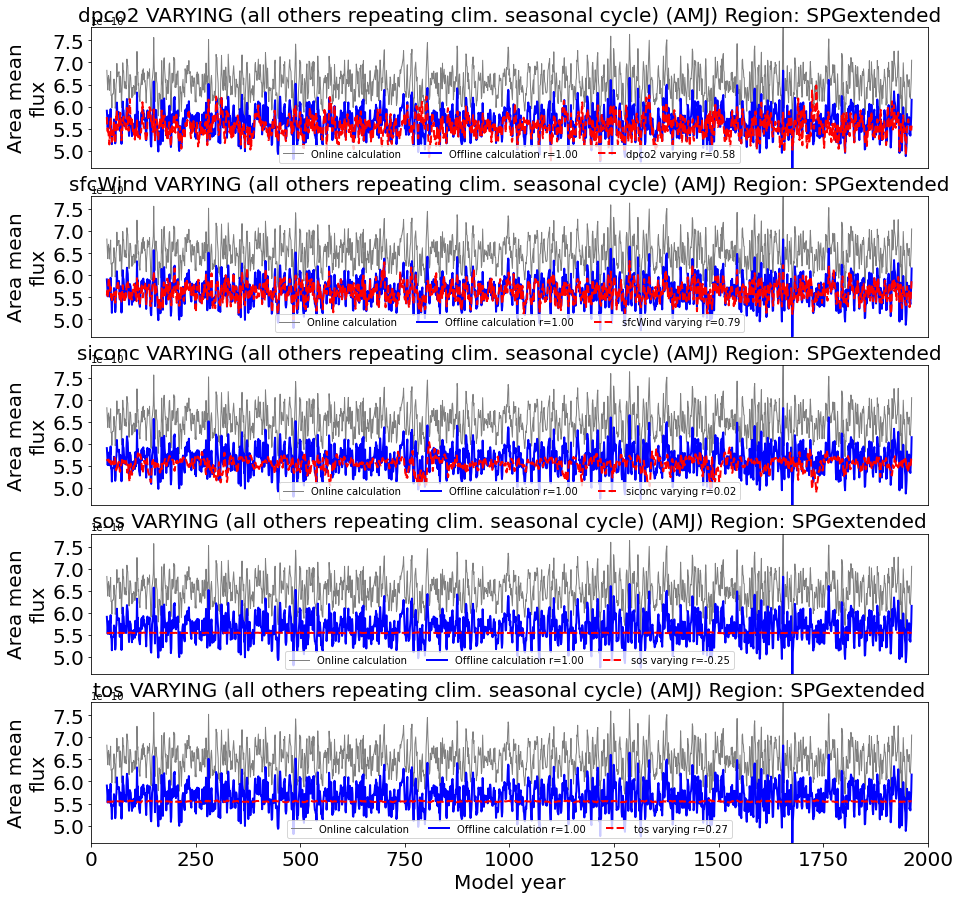 dpco2 VARYING (all others repeating clim. seasonal cycle) (AMJ) Region: SPGextended
1e-10
7.5
7.0
6.5
6.0
5.5
5.0
Area mean
flux
Online calculation
Offline calculation r=1.00
dpco2 varying r=0.58
sfcWind VARYING (all others repeating clim. seasonal cycle) (AMJ) Region: SPGextended
1e-10
7.5
7.0
6.5
6.0
5.5
5.0
Area mean
flux
Online calculation
Offline calculation r=1.00
sfcWind varying r=0.79
siconc VARYING (all others repeating clim. seasonal cycle) (AMJ) Region: SPGextended
1e-10
7.5
7.0
6.5
6.0
5.5
5.0
Area mean
flux
Online calculation
Offline calculation r=1.00
siconc varying r=0.02
sos VARYING (all others repeating clim. seasonal cycle) (AMJ) Region: SPGextended
1e-10
7.5
7.0
6.5
6.0
5.5
5.0
Area mean
flux
Online calculation
Offline calculation r=1.00
sos varying r=-0.25
tos VARYING (all others repeating clim. seasonal cycle) (AMJ) Region: SPGextended
1e-10
7.5
7.0
6.5
6.0
5.5
5.0
Area mean
flux
Online calculation
Offline calculation r=1.00
tos varying r=0.27
0
250
500
750
1000
1250
1500
1750
2000
Model year